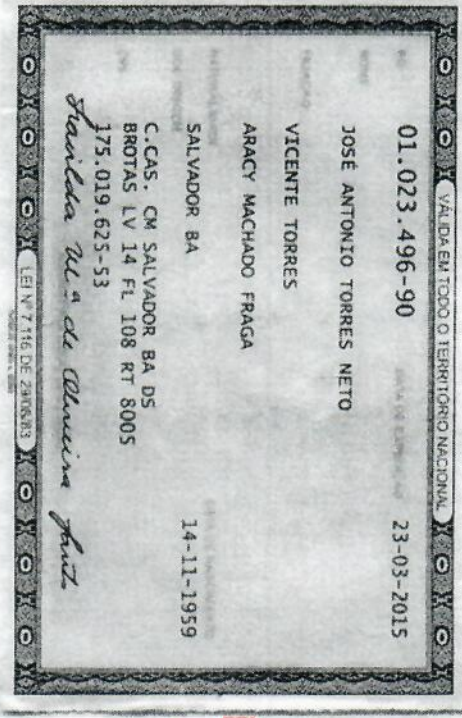 VÁLIDA EM TODO O TERRITÓRIO NACIONAL
01.023.496-90 23-03-2015
JOSÉ ANTONIO TORRES NETO
VICENTE TORRES
ARACY MACHADO FRAGA
SALVADOR BA 14-11-1959
C.CAS. CM SALVADOR BA DS
BROTAS LV 14 FL 108 RT 8005
175.019.625-53
LEI Nº 7.116 DE 29/08/83